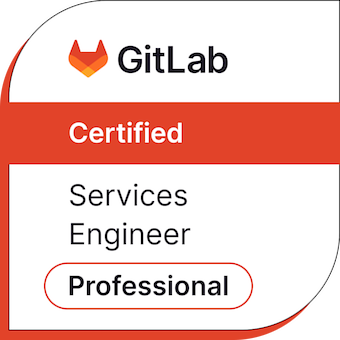 GitLab
Certified
Services
Engineer
Professional